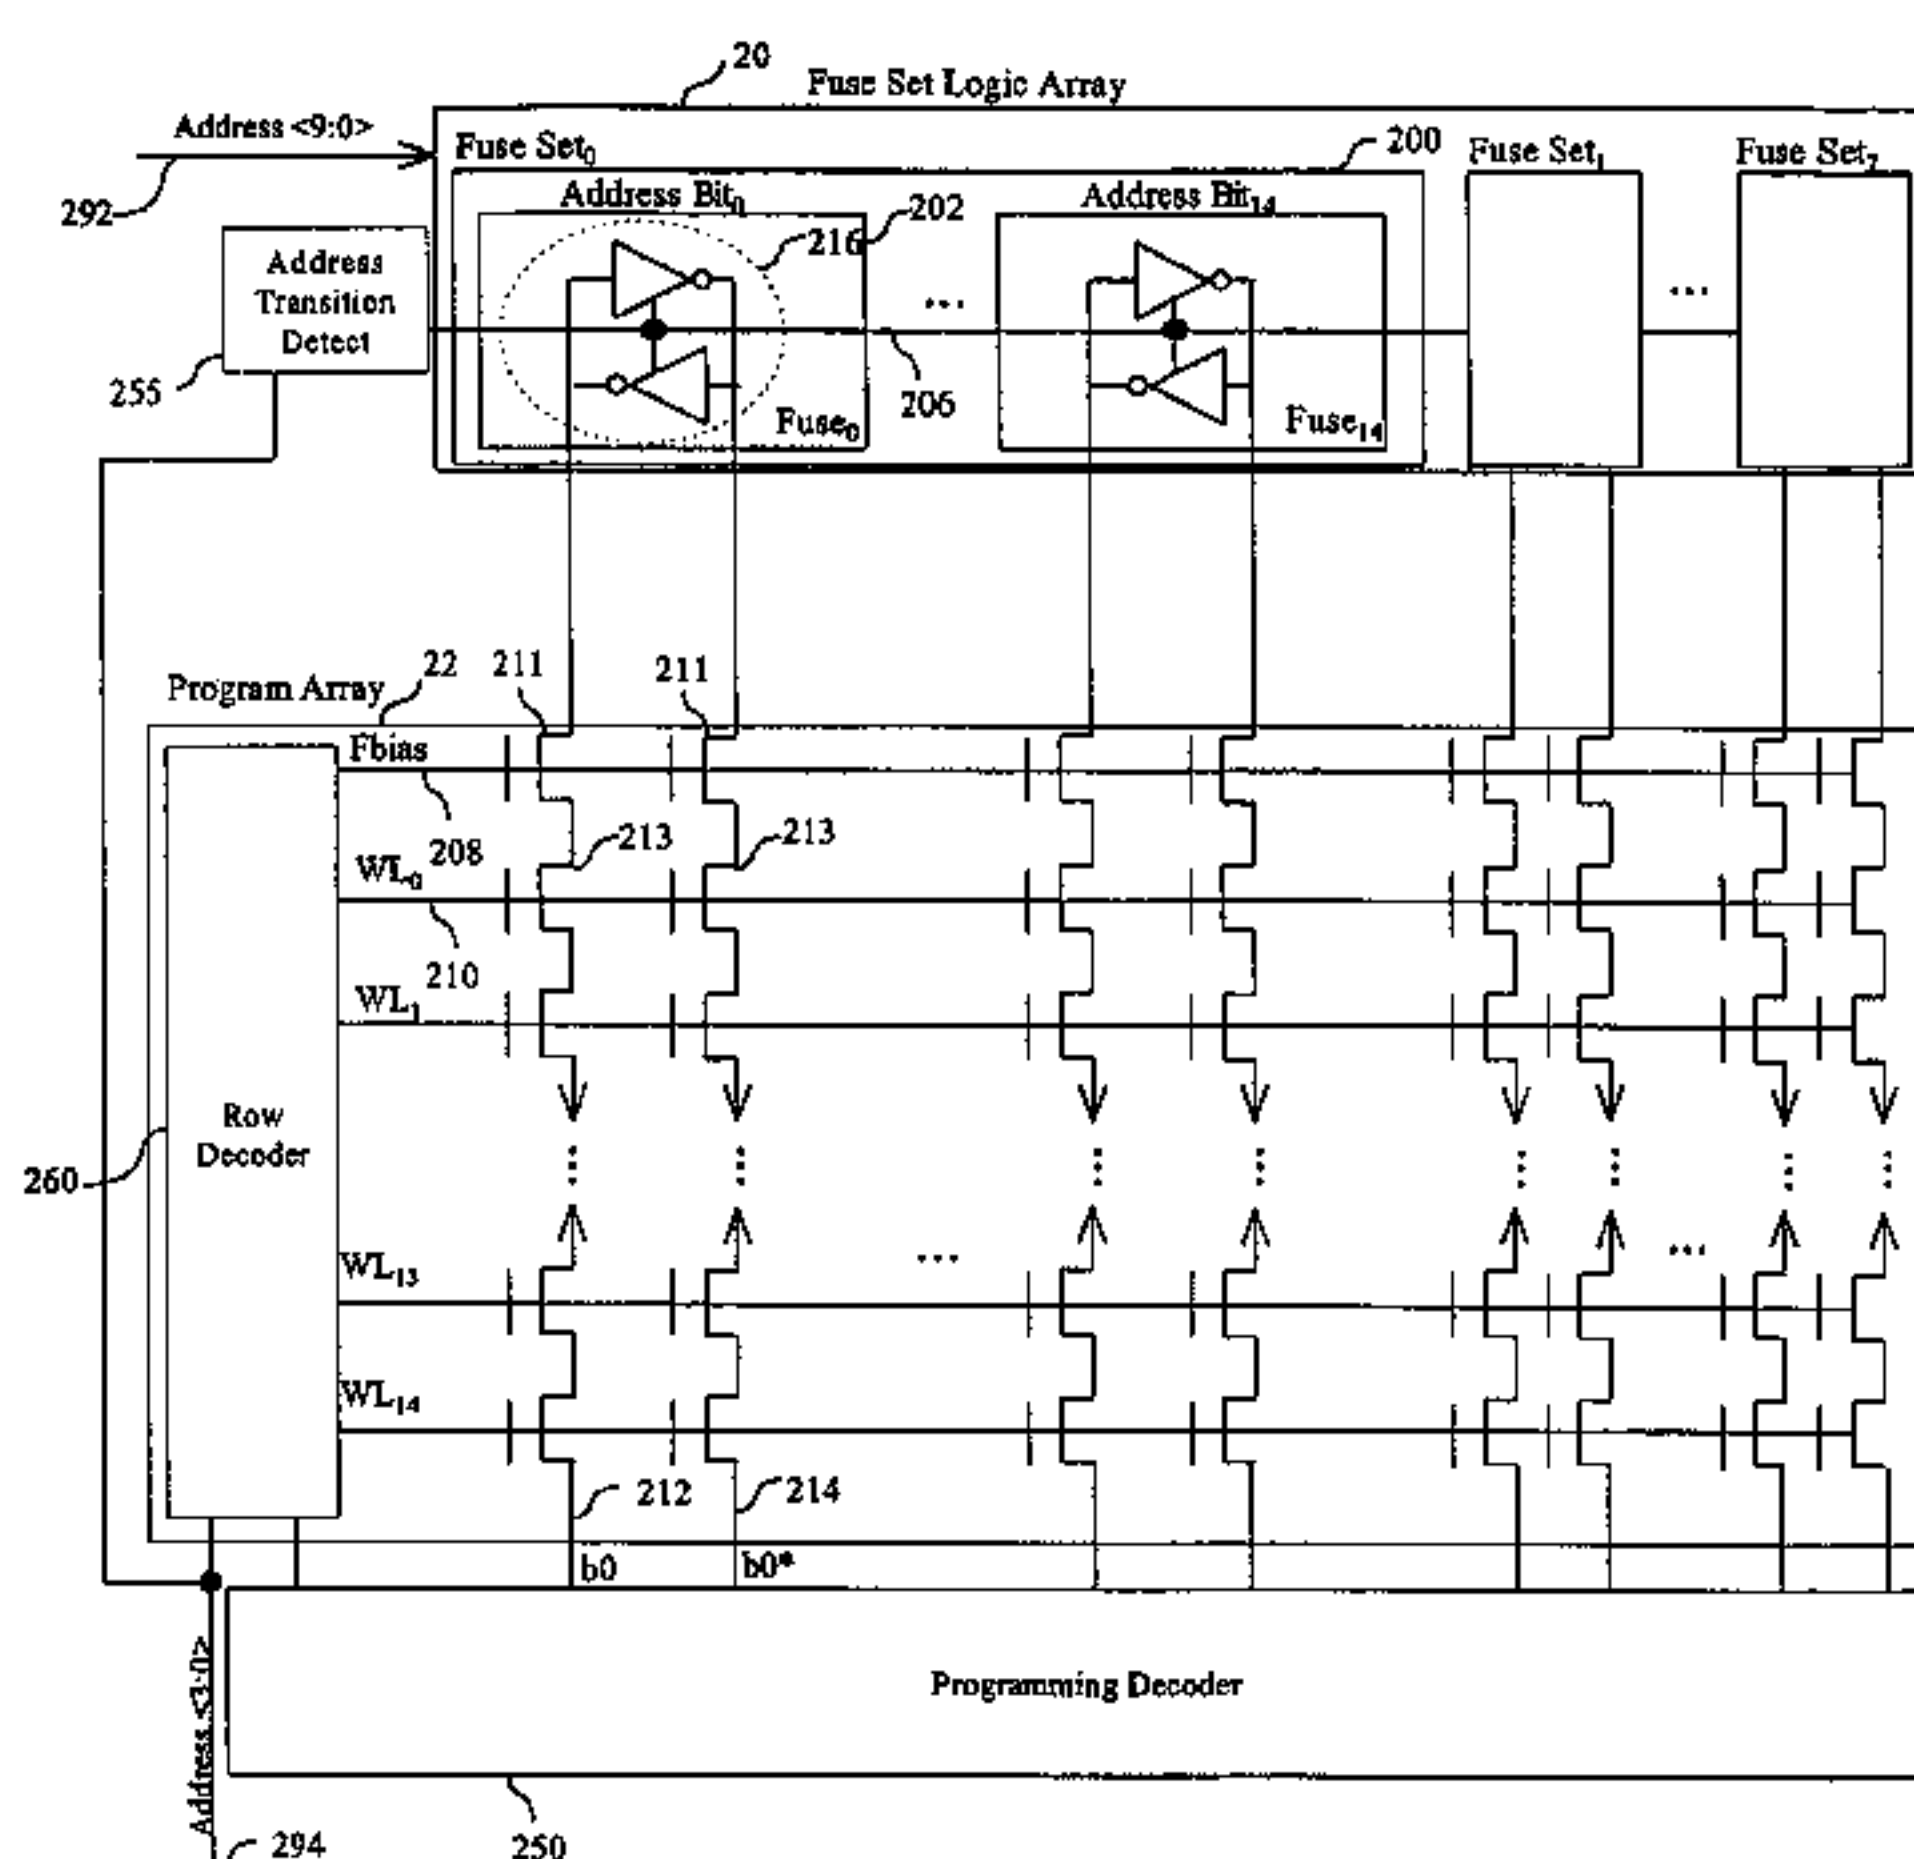 20
Fuse Set Logic Array
Address <9:0>
292
Fuse Set₀
200
Fuse Set₁
Fuse Set₇
Address Bit₀
202
Address Bit₁₄
216
Address
Transition
Detect
255
...
...
206
Fuse₀
Fuse₁₄
Program Array
22
211
211
Fbias
208
213
213
WL₀
210
WL₁
Row
Decoder
260
WL₁₃
...
...
WL₁₄
212
214
b0
b0*
Address <3:0>
Programming Decoder
294
250